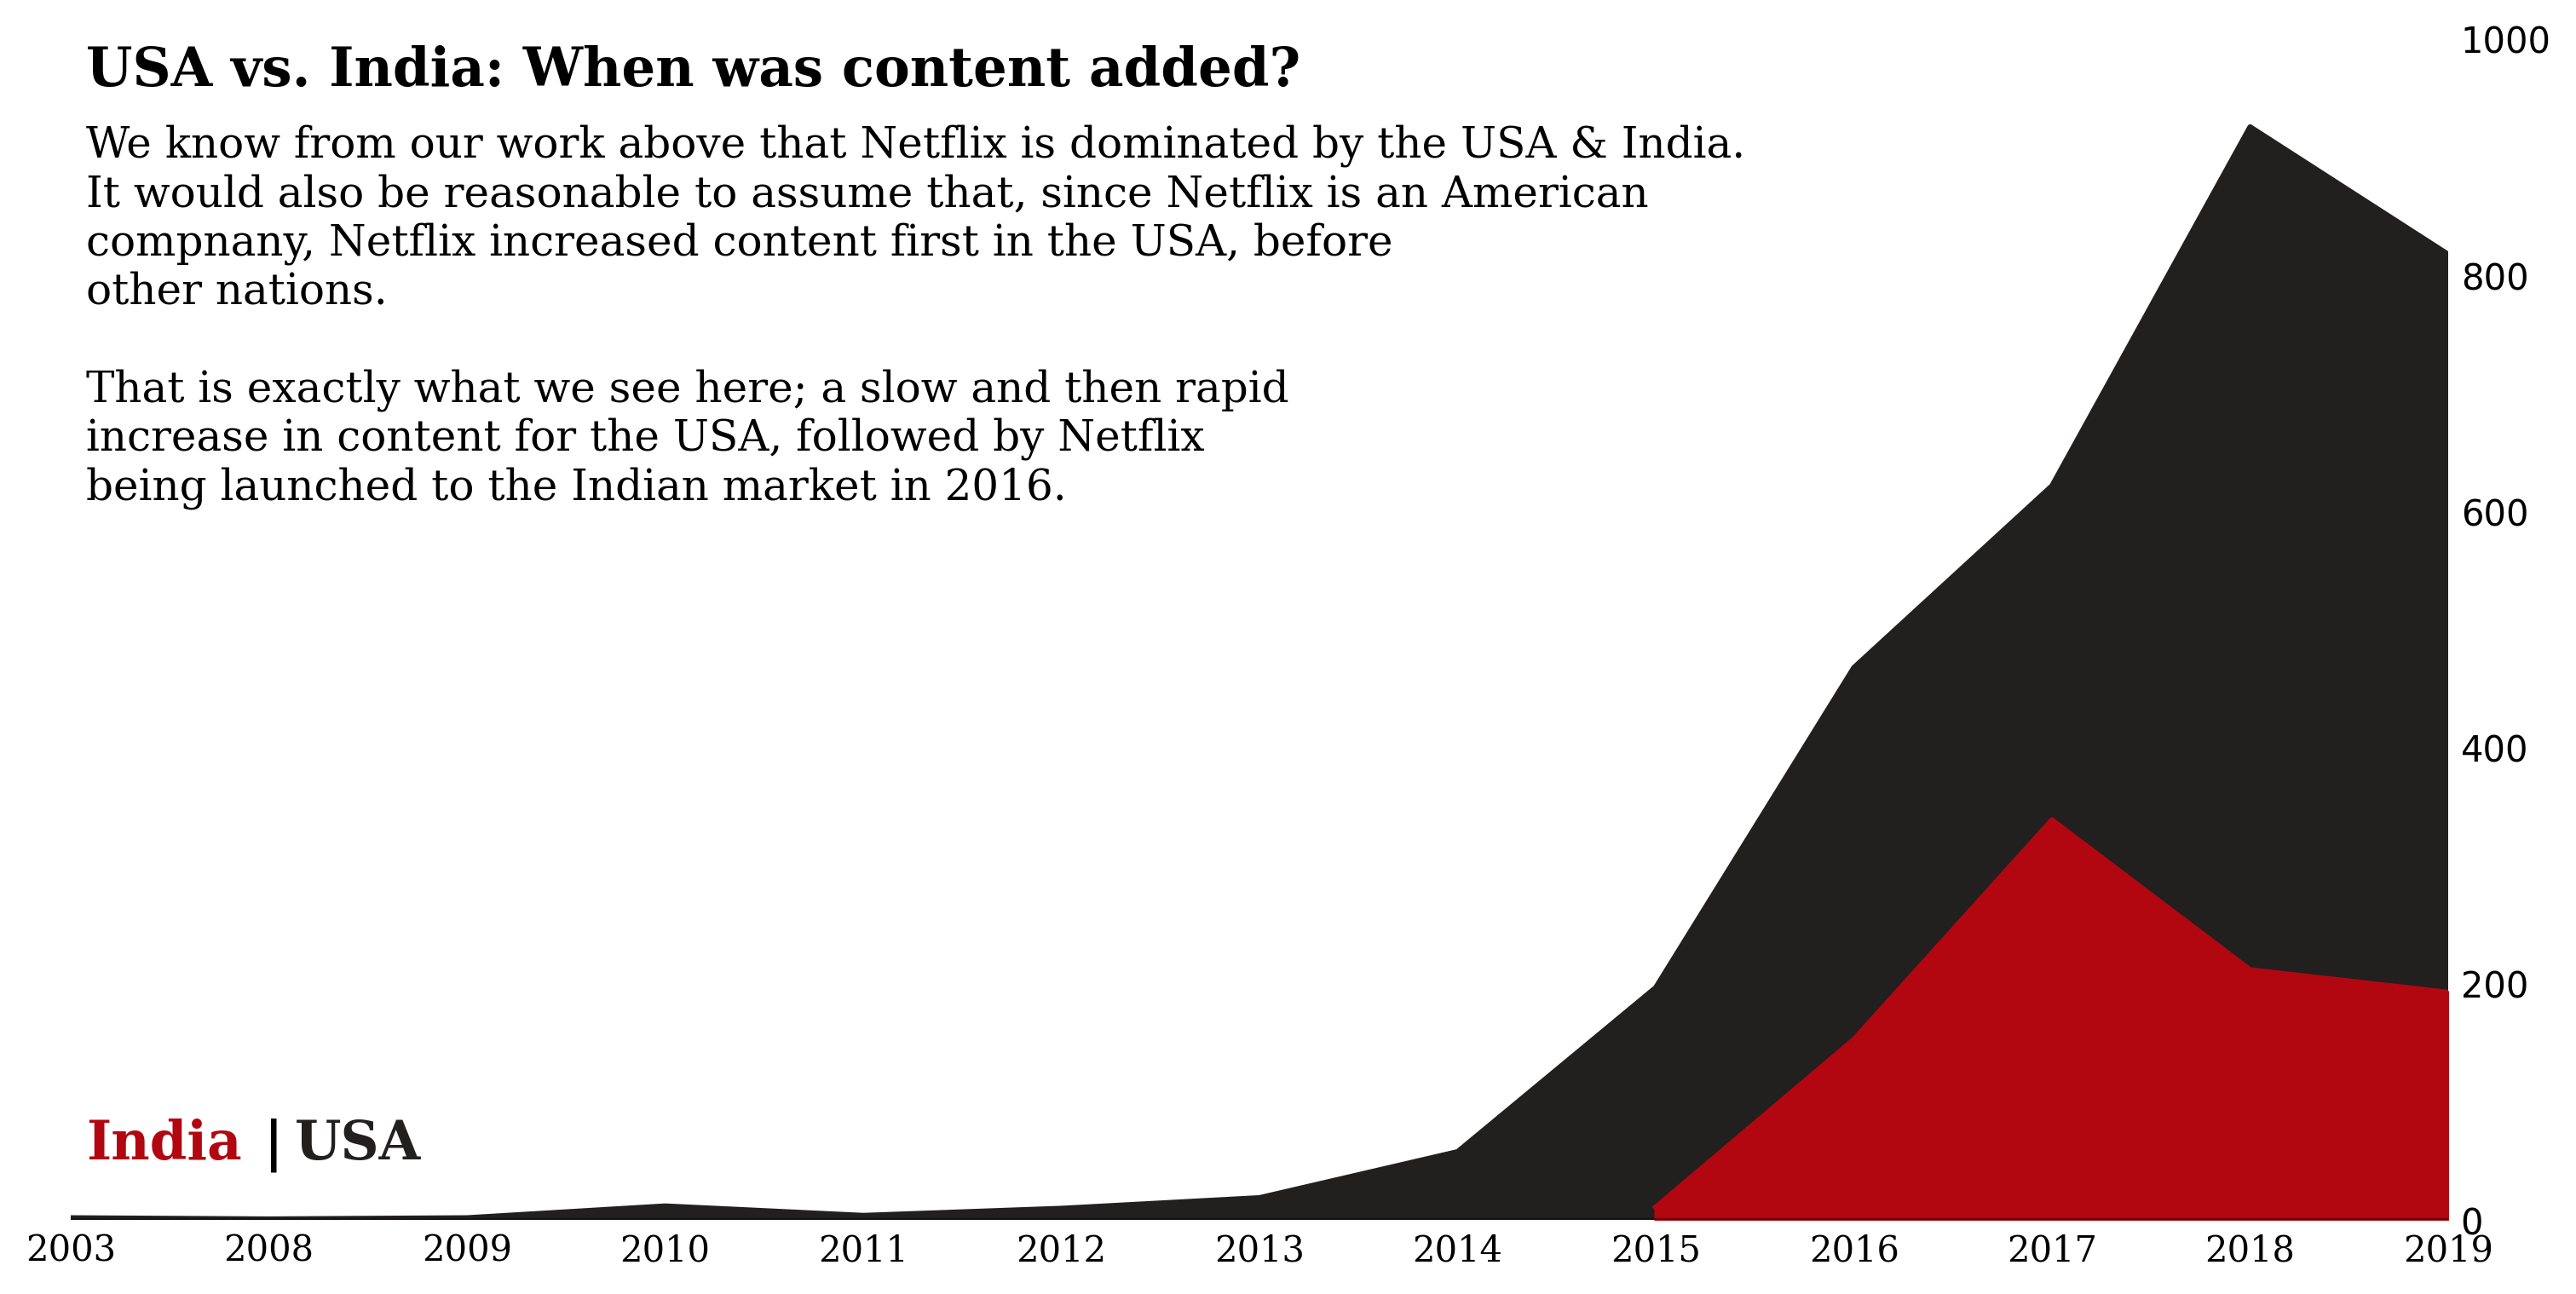 USA vs. India: When was content added?
We know from our work above that Netflix is dominated by the USA & India.
It would also be reasonable to assume that, since Netflix is an American
compnany, Netflix increased content first in the USA, before
other nations.
That is exactly what we see here; a slow and then rapid
increase in content for the USA, followed by Netflix
being launched to the Indian market in 2016.
1000
800
600
400
200
0
India | USA
2003 2008 2009 2010 2011 2012 2013 2014 2015 2016 2017 2018 2019